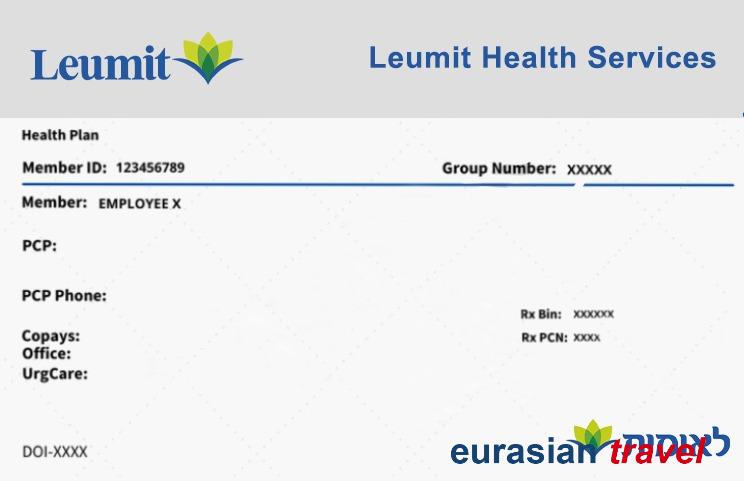 Leumit
Leumit Health Services
Health Plan
Member ID: 123456789
Group Number: XXXXX
Member: EMPLOYEE X
PCP:
PCP Phone:
Rx Bin: XXXXXX
Copays:
Rx PCN: XXXX
Office:
UrgCare:
DOI-XXXX
לאומית
eurasian travel